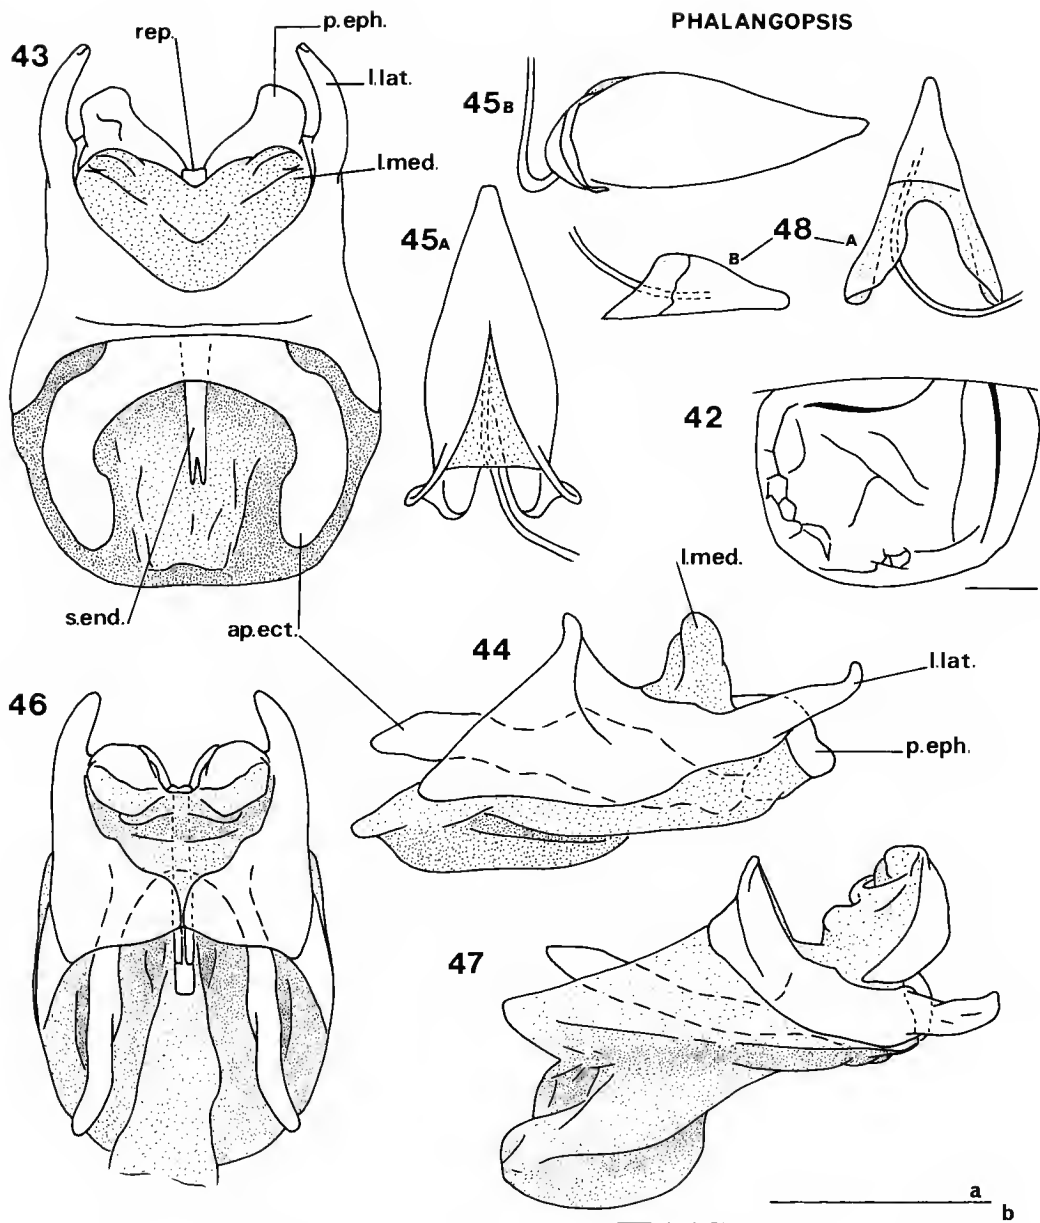 PHALANGOPSIS
43
rep.
p.eph.
l.lat.
l.med.
45B
45A
48
B
A
42
s.end.
ap.ect.
l.med.
44
l.lat.
p.eph.
46
47
a
b